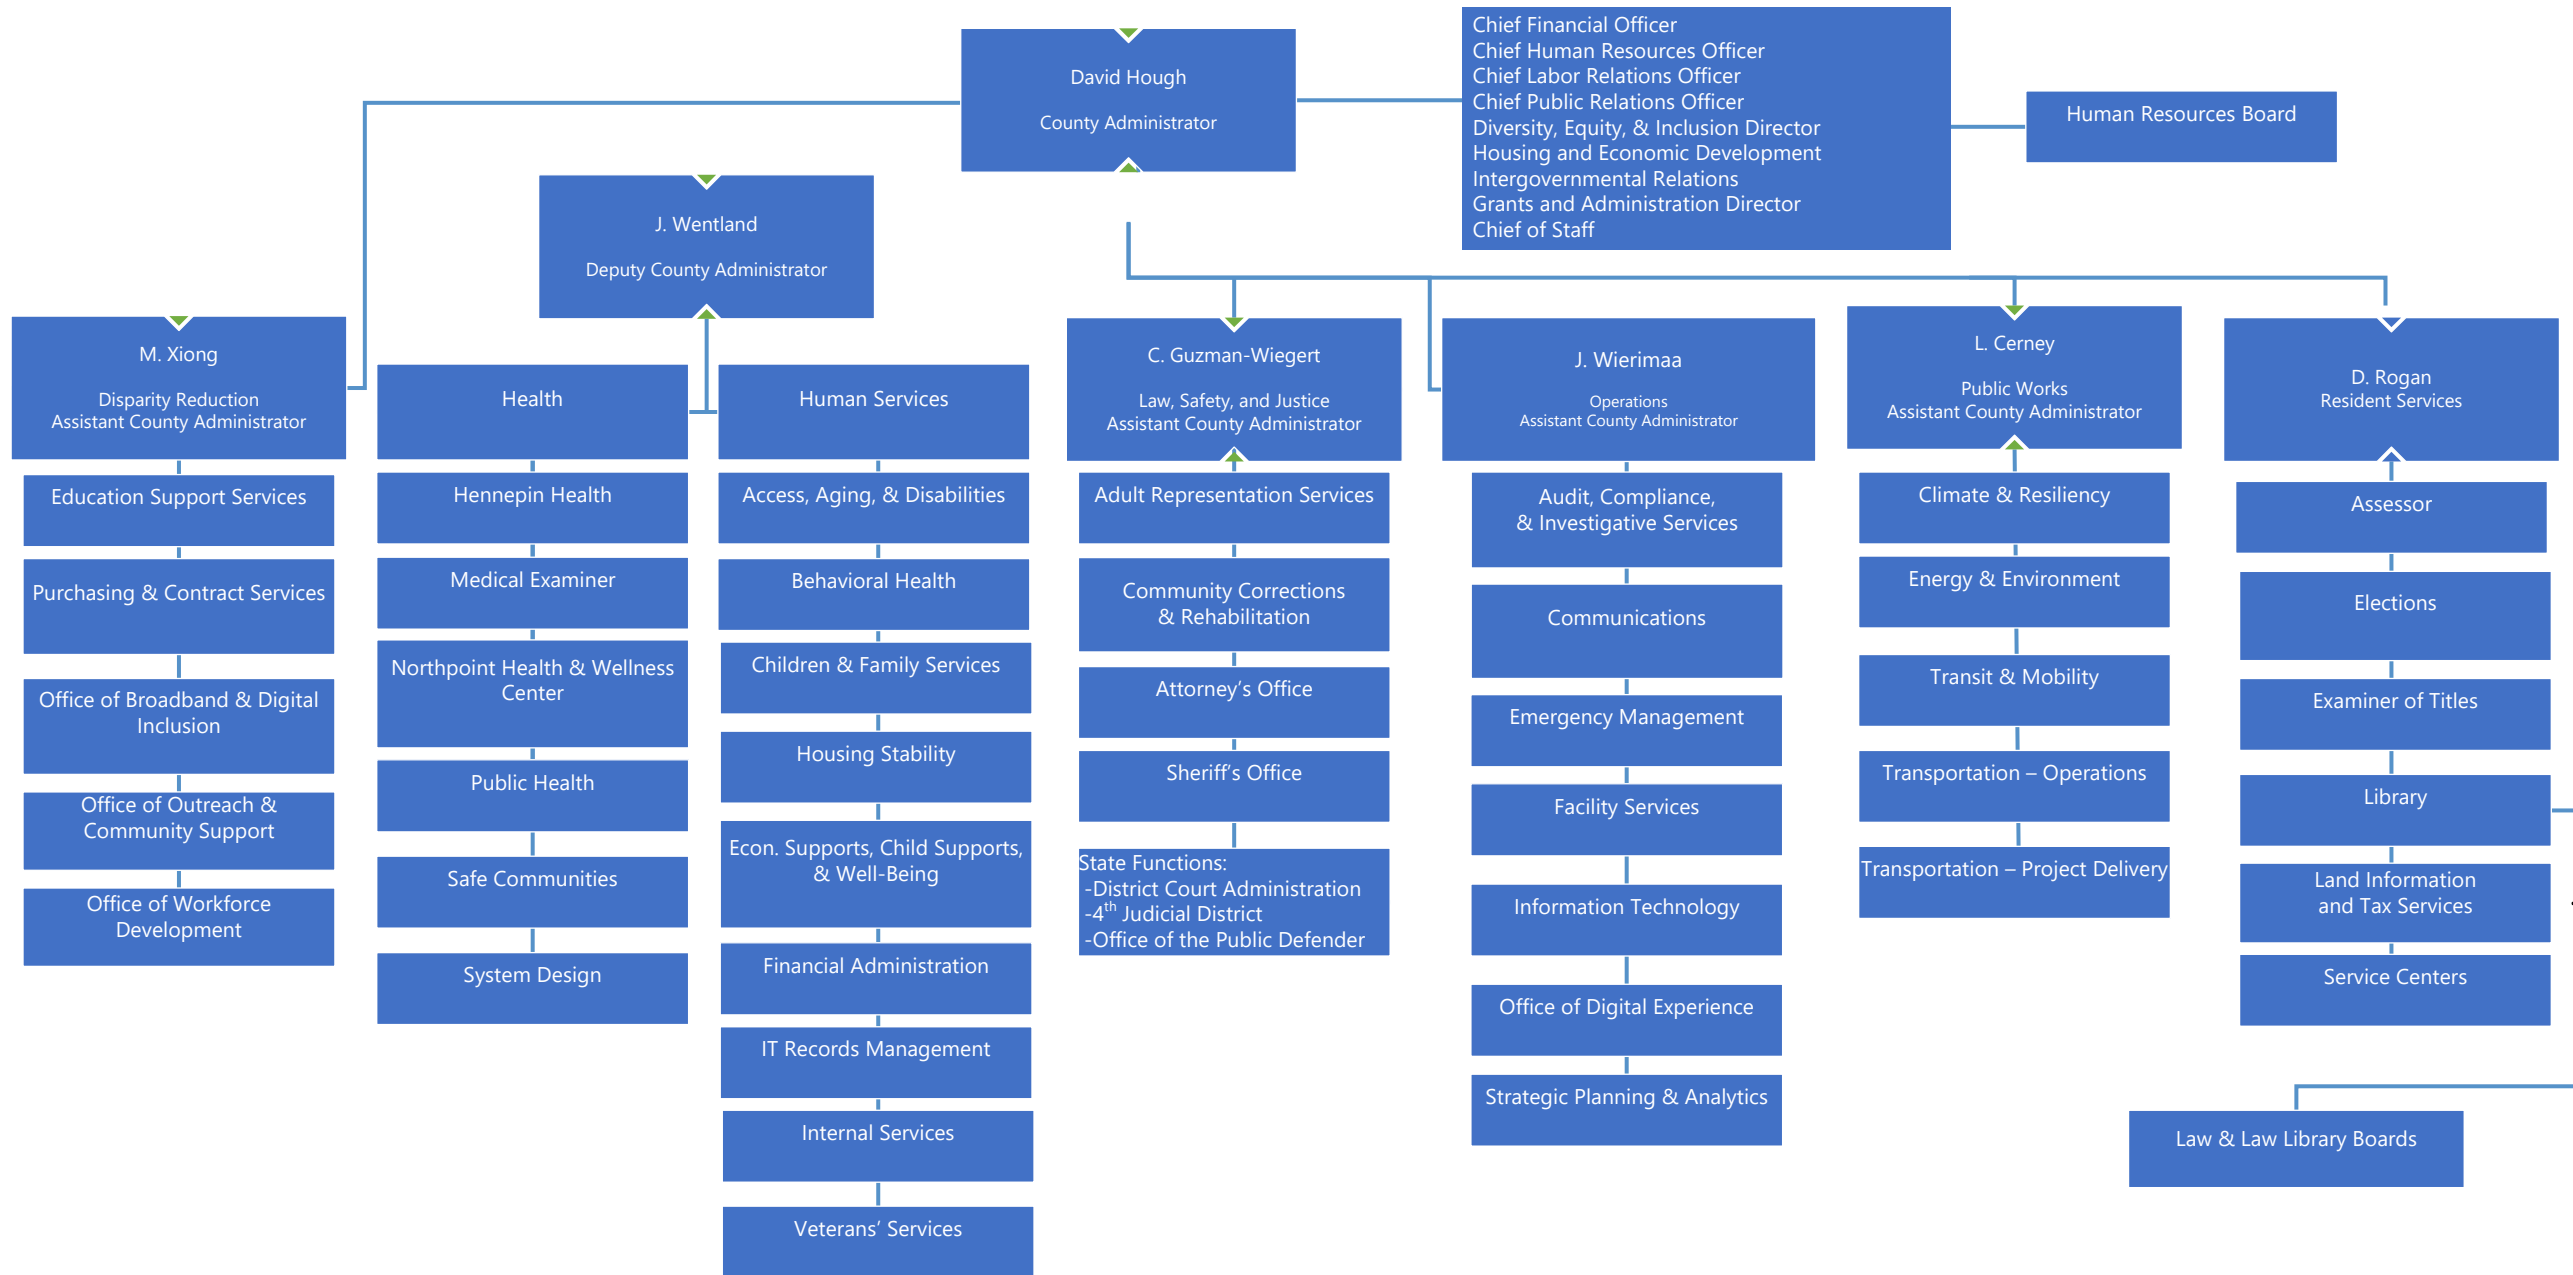 David Hough
County Administrator
Chief Financial Officer
Chief Human Resources Officer
Chief Labor Relations Officer
Chief Public Relations Officer
Diversity, Equity, & Inclusion Director
Housing and Economic Development
Intergovernmental Relations
Grants and Administration Director
Chief of Staff
Human Resources Board
J. Wentland
Deputy County Administrator
M. Xiong
Disparity Reduction
Assistant County Administrator
Education Support Services
Purchasing & Contract Services
Office of Broadband & Digital
Inclusion
Office of Outreach &
Community Support
Office of Workforce
Development
Health
Hennepin Health
Medical Examiner
Northpoint Health & Wellness
Center
Public Health
Safe Communities
System Design
Human Services
Access, Aging, & Disabilities
Behavioral Health
Children & Family Services
Housing Stability
Econ. Supports, Child Supports,
& Well-Being
Financial Administration
IT Records Management
Internal Services
Veterans’ Services
C. Guzman-Wiegert
Law, Safety, and Justice
Assistant County Administrator
Adult Representation Services
Community Corrections
& Rehabilitation
Attorney’s Office
Sheriff’s Office
State Functions:
-District Court Administration
-4th Judicial District
-Office of the Public Defender
J. Wierimaa
Operations
Assistant County Administrator
Audit, Compliance,
& Investigative Services
Communications
Emergency Management
Facility Services
Information Technology
Office of Digital Experience
Strategic Planning & Analytics
L. Cerney
Public Works
Assistant County Administrator
Climate & Resiliency
Energy & Environment
Transit & Mobility
Transportation – Operations
Transportation – Project Delivery
D. Rogan
Resident Services
Assessor
Elections
Examiner of Titles
Library
Land Information
and Tax Services
Service Centers
Law & Law Library Boards